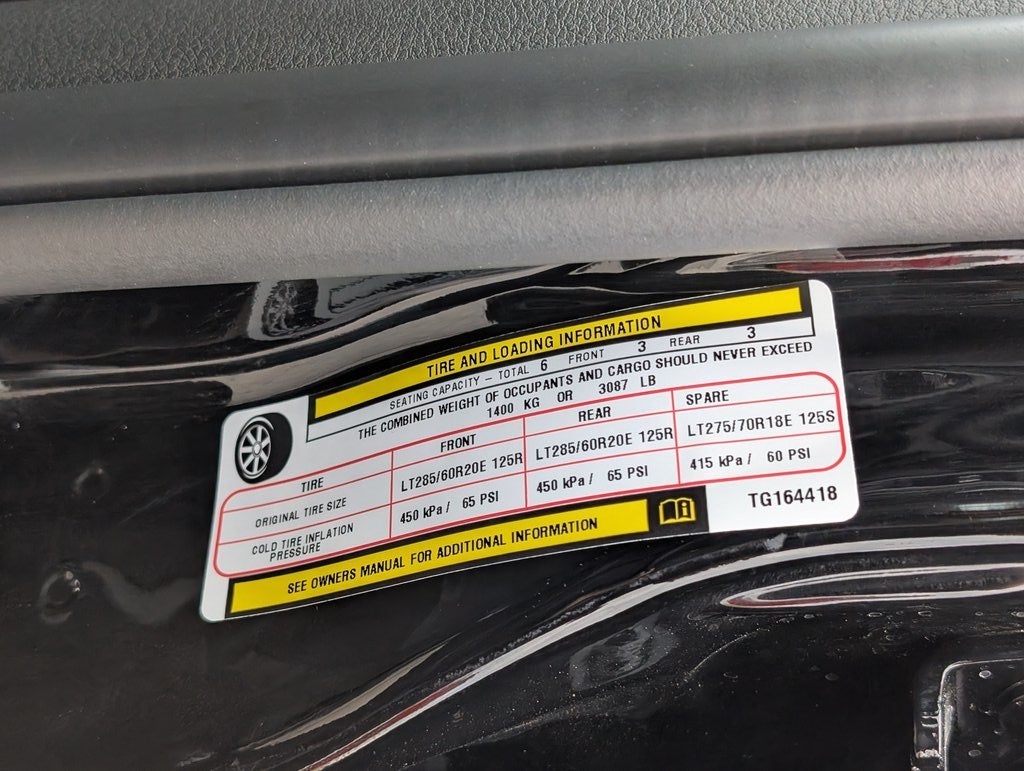 TIRE AND LOADING INFORMATION
SEATING CAPACITY – TOTAL 6 FRONT 3 REAR 3
THE COMBINED WEIGHT OF OCCUPANTS AND CARGO SHOULD NEVER EXCEED
1400 KG OR 3087 LB
TIRE FRONT REAR SPARE
ORIGINAL TIRE SIZE LT285/60R20E 125R LT285/60R20E 125R LT275/70R18E 125S
COLD TIRE INFLATION
PRESSURE 450 kPa / 65 PSI 450 kPa / 65 PSI 415 kPa / 60 PSI
SEE OWNERS MANUAL FOR ADDITIONAL INFORMATION
TG164418